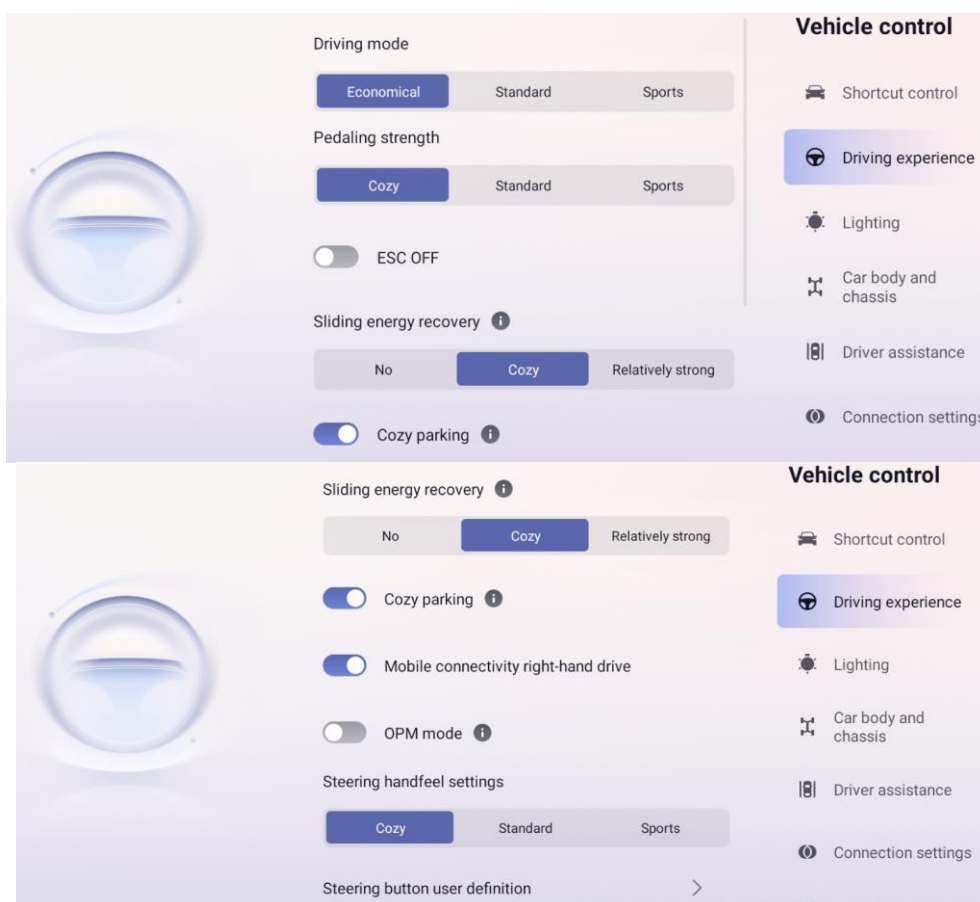 Driving mode
Economical Standard Sports
Pedaling strength
Cozy Standard Sports
ESC OFF
Sliding energy recovery
No Cozy Relatively strong
Cozy parking
Vehicle control
Shortcut control
Driving experience
Lighting
Car body and
chassis
Driver assistance
Connection settings
Sliding energy recovery
No Cozy Relatively strong
Cozy parking
Mobile connectivity right-hand drive
OPM mode
Steering handfeel settings
Cozy Standard Sports
Steering button user definition
Vehicle control
Shortcut control
Driving experience
Lighting
Car body and
chassis
Driver assistance
Connection settings